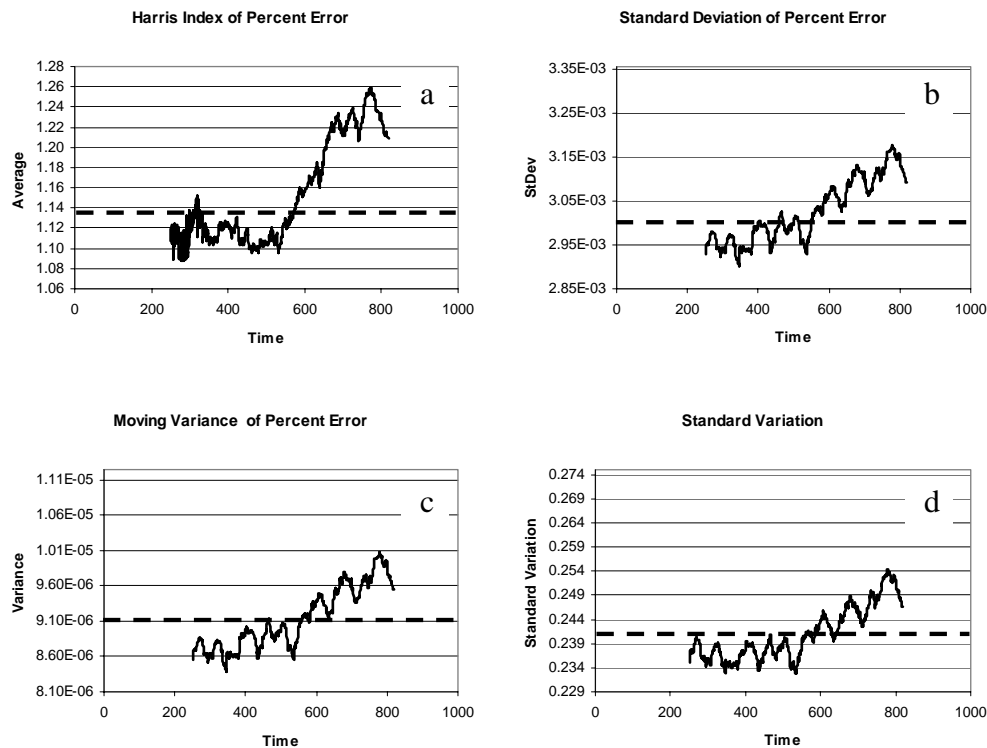 Harris Index of Percent Error
1.28
1.26
1.24
1.22
1.20
1.18
1.16
1.14
1.12
1.10
1.08
1.06
Average
a
0 200 400 600 800 1000
Time
Standard Deviation of Percent Error
3.35E-03
3.25E-03
3.15E-03
3.05E-03
2.95E-03
2.85E-03
StDev
b
0 200 400 600 800 1000
Time
Moving Variance of Percent Error
1.11E-05
1.06E-05
1.01E-05
9.60E-06
9.10E-06
8.60E-06
8.10E-06
Variance
c
0 200 400 600 800 1000
Time
Standard Variation
0.274
0.269
0.264
0.259
0.254
0.249
0.244
0.239
0.234
0.229
Standard Variation
d
0 200 400 600 800 1000
Time